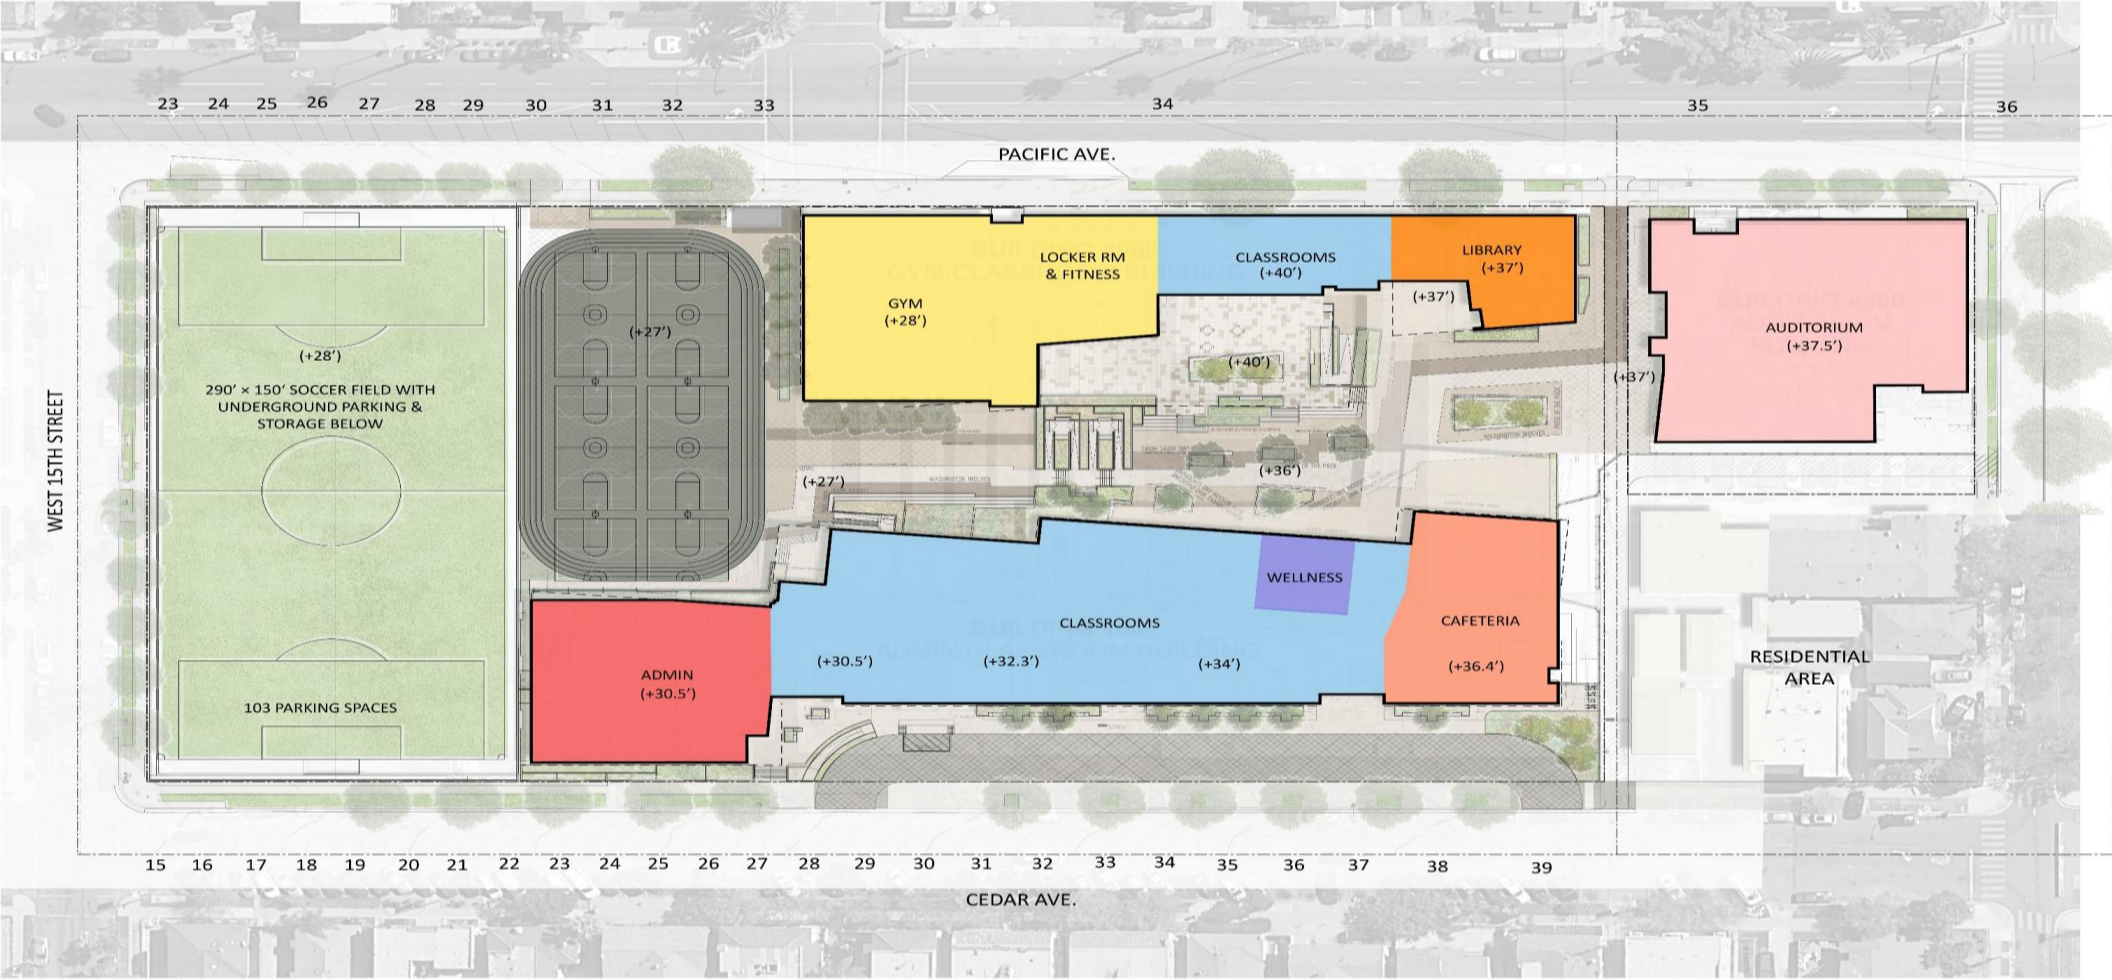 23 24 25 26 27 28 29 30 31 32 33 34 35 36
PACIFIC AVE.
LOCKER RM
& FITNESS
CLASSROOMS
(+40')
LIBRARY
(+37')
(+37')
GYM
(+28')
AUDITORIUM
(+37.5')
(+27')
(+28')
(+40')
(+37')
290' × 150' SOCCER FIELD WITH
UNDERGROUND PARKING &
STORAGE BELOW
WEST 15TH STREET
(+36')
(+27')
WASHINGTON WOLVES
WASHINGTON WOLVES
WELLNESS
CLASSROOMS
CAFETERIA
(+30.5')
(+32.3')
(+34')
(+36.4')
ADMIN
(+30.5')
RESIDENTIAL
AREA
103 PARKING SPACES
15 16 17 18 19 20 21 22 23 24 25 26 27 28 29 30 31 32 33 34 35 36 37 38 39
CEDAR AVE.